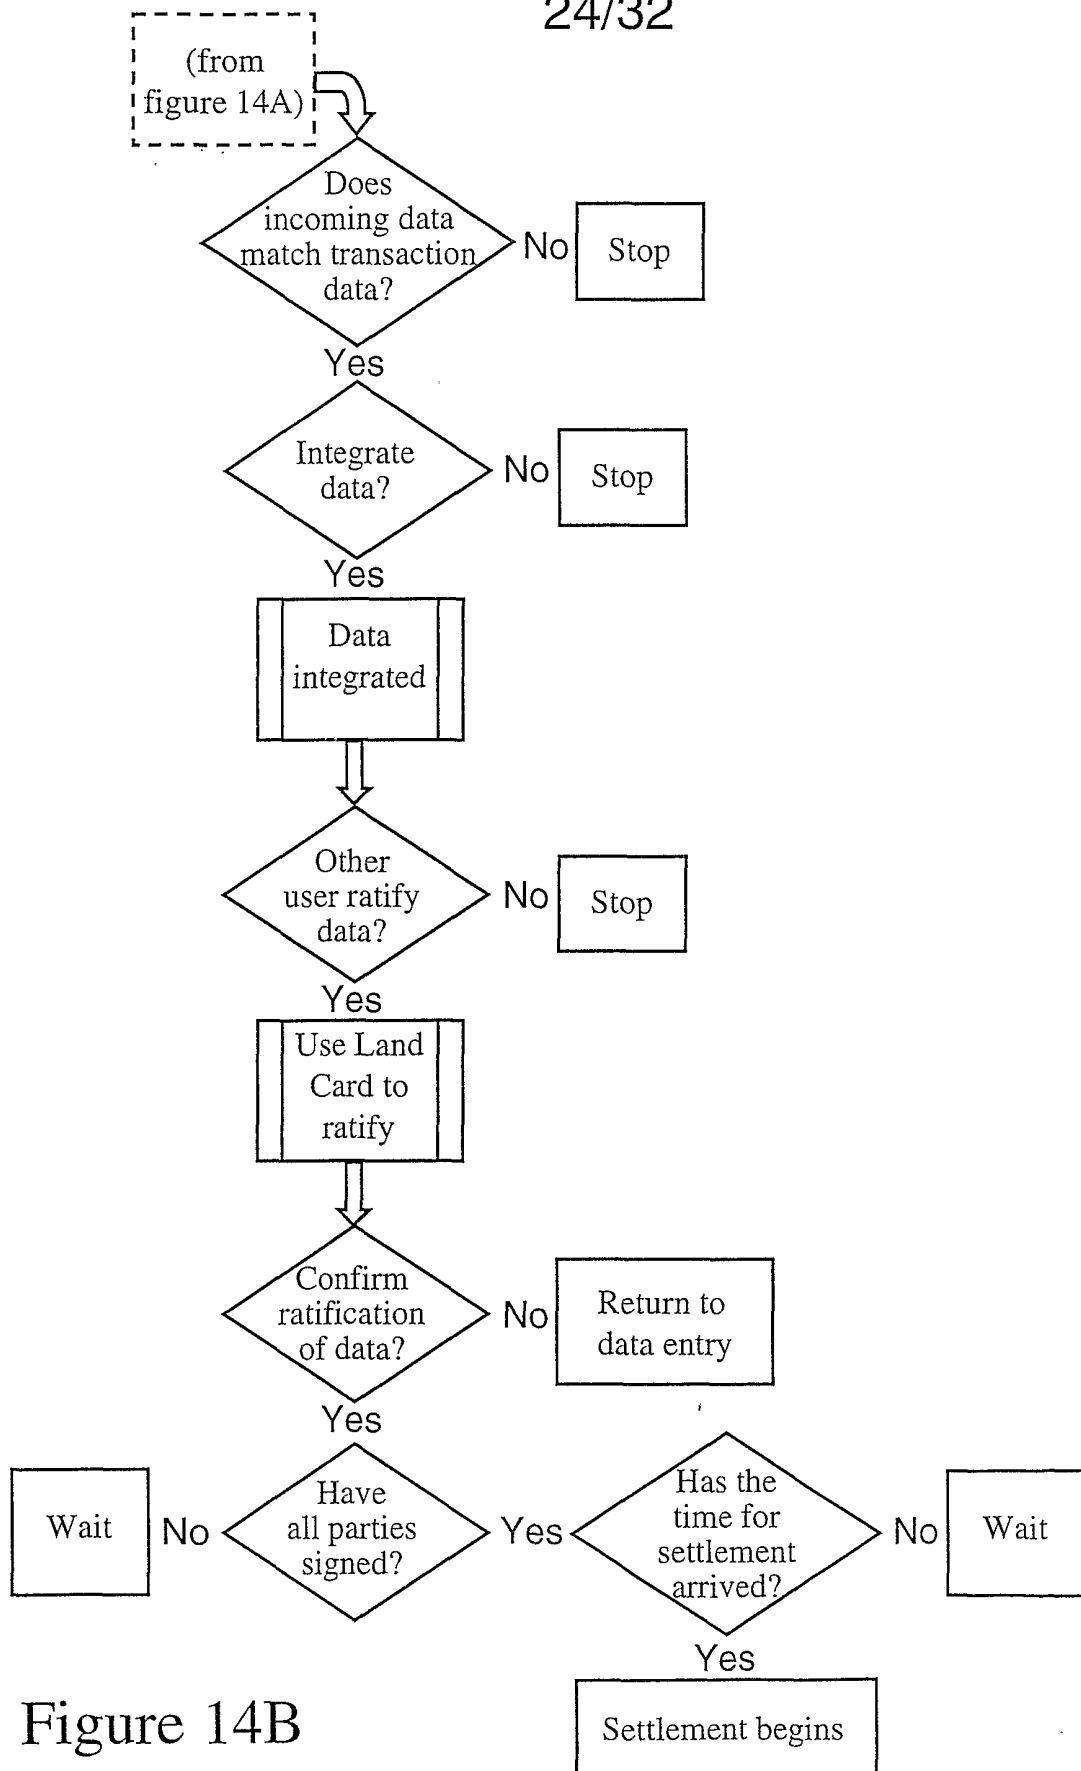 24/32
(from
figure 14A)
Does
incoming data
match transaction
data?
No
Stop
Yes
Integrate
data?
No
Stop
Yes
Data
integrated
Other
user ratify
data?
No
Stop
Yes
Use Land
Card to
ratify
Confirm
ratification
of data?
No
Return to
data entry
Yes
Wait
No
Have
all parties
signed?
Yes
Has the
time for
settlement
arrived?
No
Wait
Yes
Settlement begins
Figure 14B